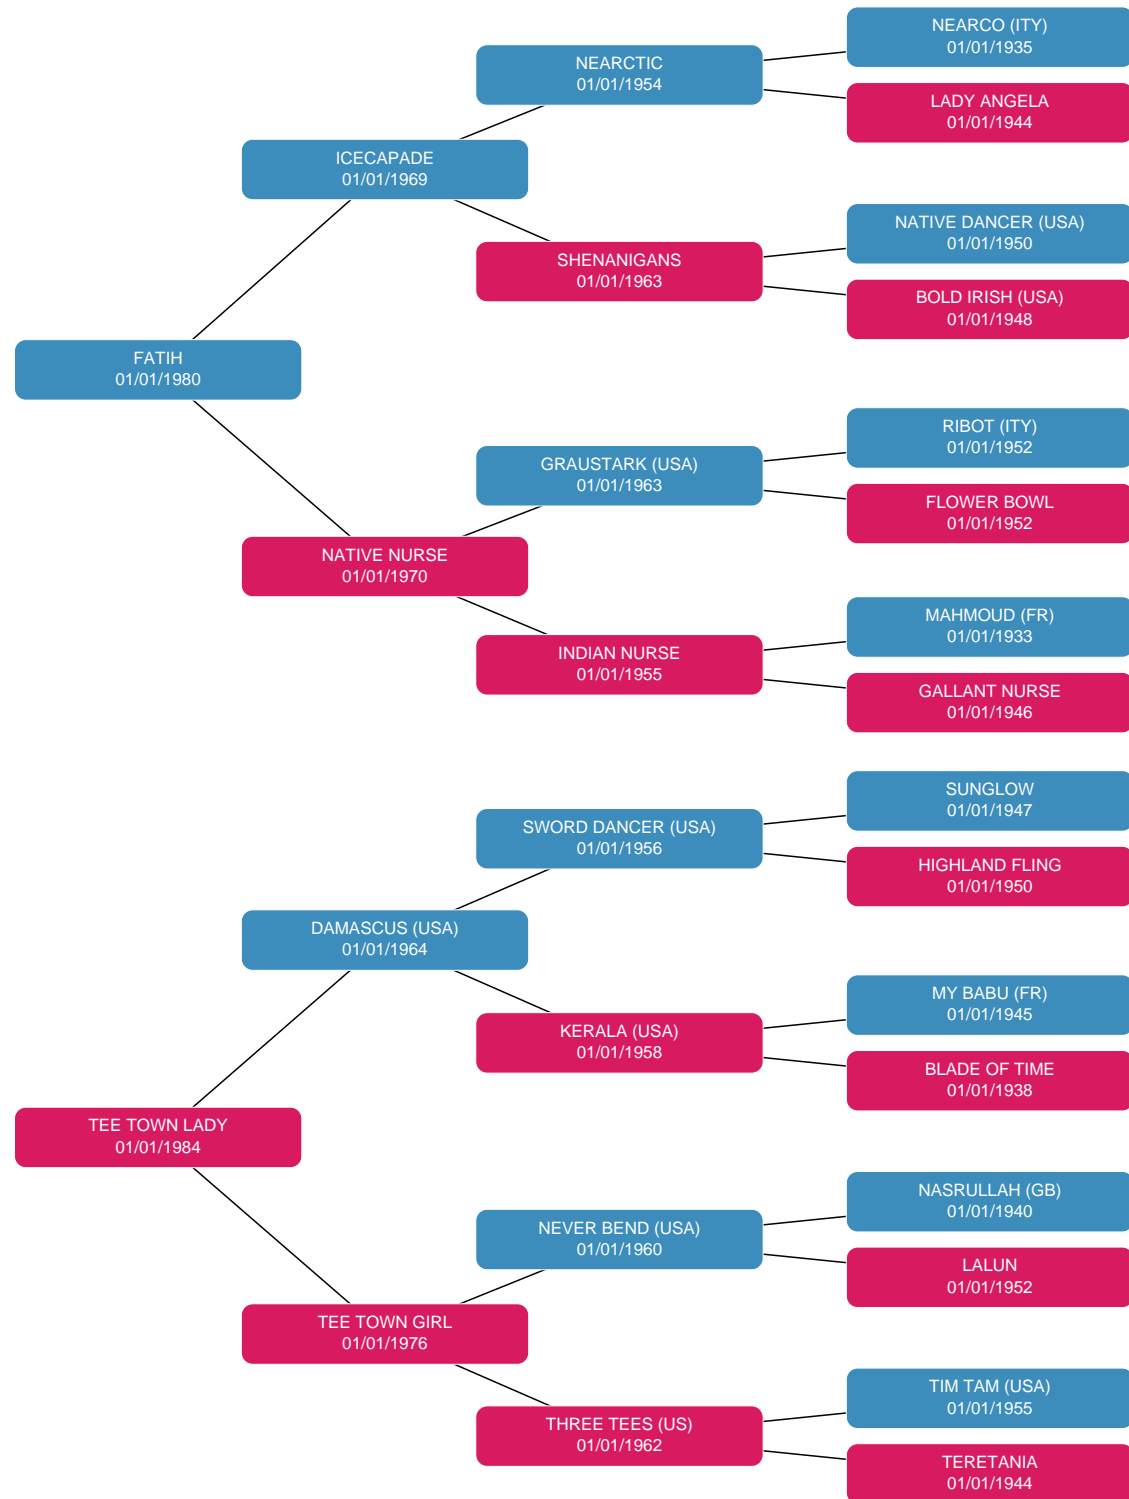 NEARCO (ITY)
01/01/1935
NEARCTIC
01/01/1954
LADY ANGELA
01/01/1944
ICECAPADE
01/01/1969
NATIVE DANCER (USA)
01/01/1950
SHENANIGANS
01/01/1963
BOLD IRISH (USA)
01/01/1948
FATIH
01/01/1980
RIBOT (ITY)
01/01/1952
GRAUSTARK (USA)
01/01/1963
FLOWER BOWL
01/01/1952
NATIVE NURSE
01/01/1970
MAHMOUD (FR)
01/01/1933
INDIAN NURSE
01/01/1955
GALLANT NURSE
01/01/1946
SUNGLOW
01/01/1947
SWORD DANCER (USA)
01/01/1956
HIGHLAND FLING
01/01/1950
DAMASCUS (USA)
01/01/1964
MY BABU (FR)
01/01/1945
KERALA (USA)
01/01/1958
BLADE OF TIME
01/01/1938
TEE TOWN LADY
01/01/1984
NASRULLAH (GB)
01/01/1940
NEVER BEND (USA)
01/01/1960
LALUN
01/01/1952
TEE TOWN GIRL
01/01/1976
TIM TAM (USA)
01/01/1955
THREE TEES (US)
01/01/1962
TERETANIA
01/01/1944